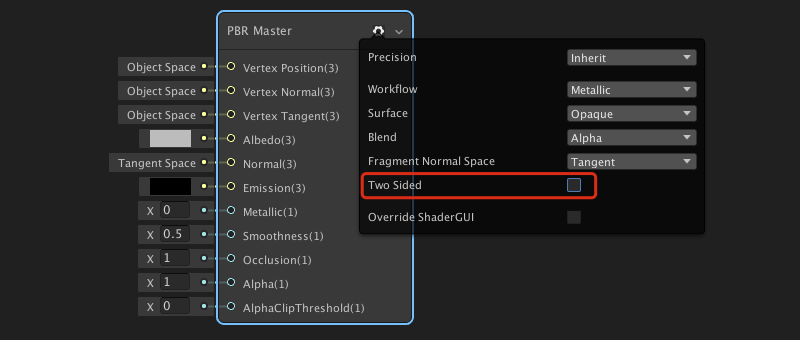 PBR Master
Precision Inherit
Object Space Vertex Position(3)
Object Space Vertex Normal(3) Workflow Metallic
Object Space Vertex Tangent(3) Surface Opaque
Albedo(3) Blend Alpha
Tangent Space Normal(3) Fragment Normal Space Tangent
Emission(3) Two Sided
X 0 Metallic(1) Override ShaderGUI
X 0.5 Smoothness(1)
X 1 Occlusion(1)
X 1 Alpha(1)
X 0 AlphaClipThreshold(1)